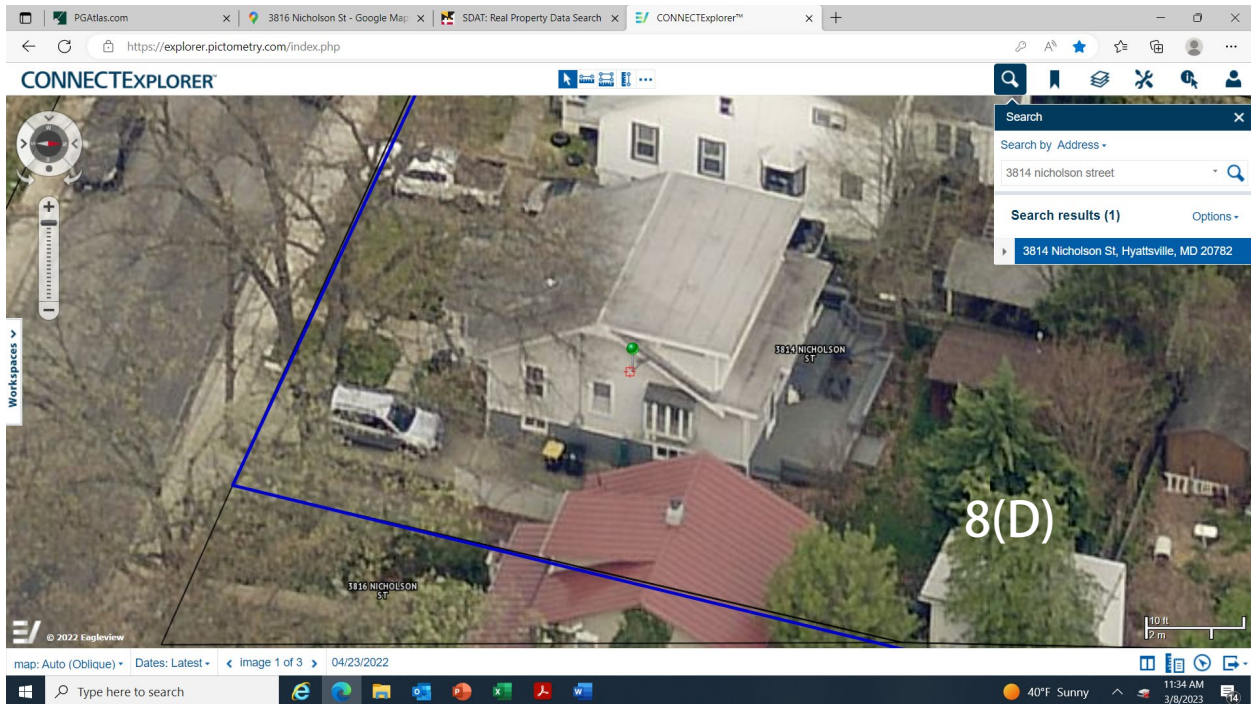 PGAtlas.com
3816 Nicholson St - Google Map
SDAT: Real Property Data Search
CONNECTExplorer™
https://explorer.pictometry.com/index.php
CONNECTEXPLORER™
Search
Search by Address
3814 nicholson street
Search results (1)
Options
3814 Nicholson St, Hyattsville, MD 20782
W
Workspaces
3814 NICHOLSON
ST
8(D)
3816 NICHOLSON
ST
10 ft
2 m
© 2022 Eagleview
map: Auto (Oblique) Dates: Latest image 1 of 3 04/23/2022
Type here to search
40°F Sunny
11:34 AM
3/8/2023
14